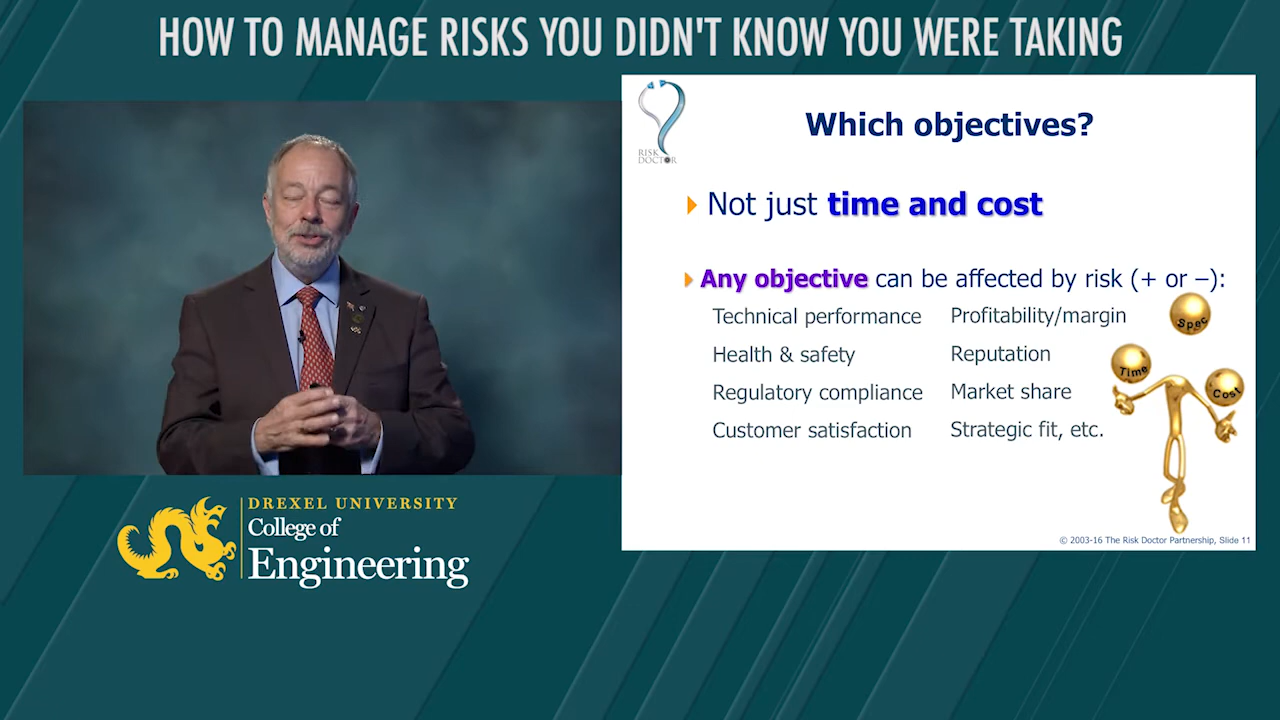 HOW TO MANAGE RISKS YOU DIDN'T KNOW YOU WERE TAKING
RISK
DOCTOR
Which objectives?
Not just time and cost
Any objective can be affected by risk (+ or –):
Technical performance
Health & safety
Regulatory compliance
Customer satisfaction
Profitability/margin
Reputation
Market share
Strategic fit, etc.
Spec
Time
Cost
© 2003-16 The Risk Doctor Partnership, Slide 11
DREXEL UNIVERSITY
College of
Engineering